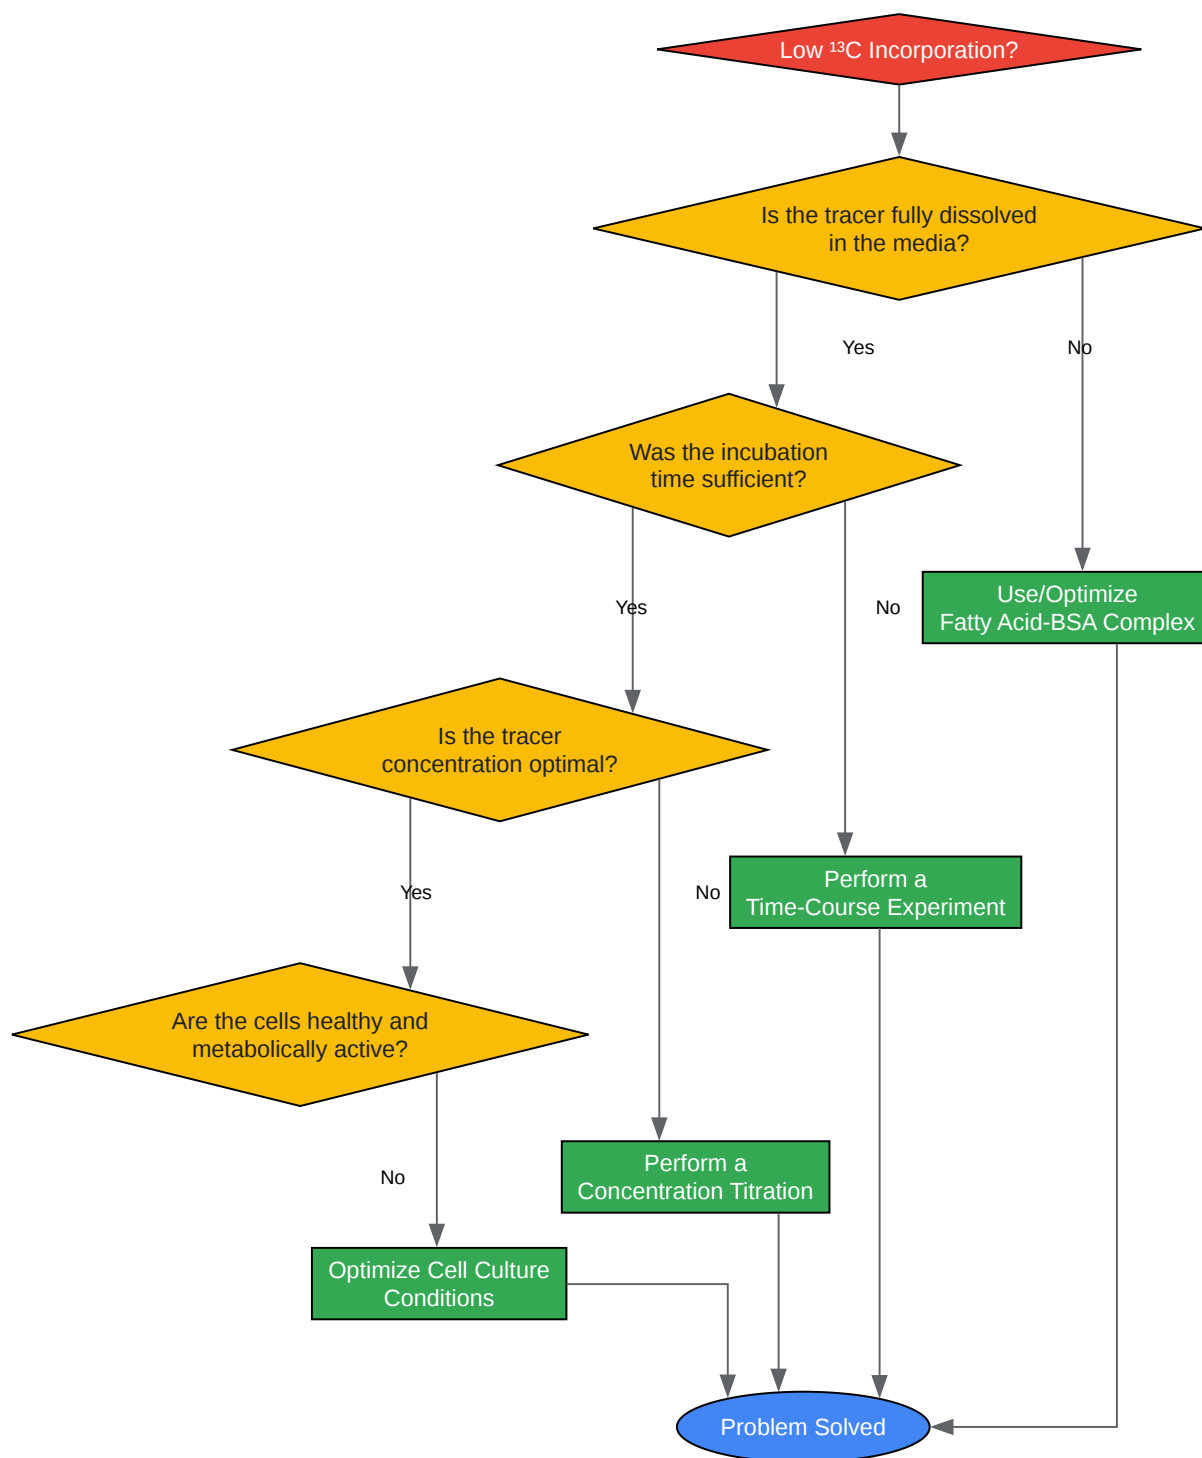 Low ¹³C Incorporation?
Is the tracer fully dissolved
in the media?
Yes
No
Was the incubation
time sufficient?
Use/Optimize
Fatty Acid-BSA Complex
Yes
No
Is the tracer
concentration optimal?
Yes
No
Perform a
Time-Course Experiment
Are the cells healthy and
metabolically active?
No
Perform a
Concentration Titration
Optimize Cell Culture
Conditions
Problem Solved